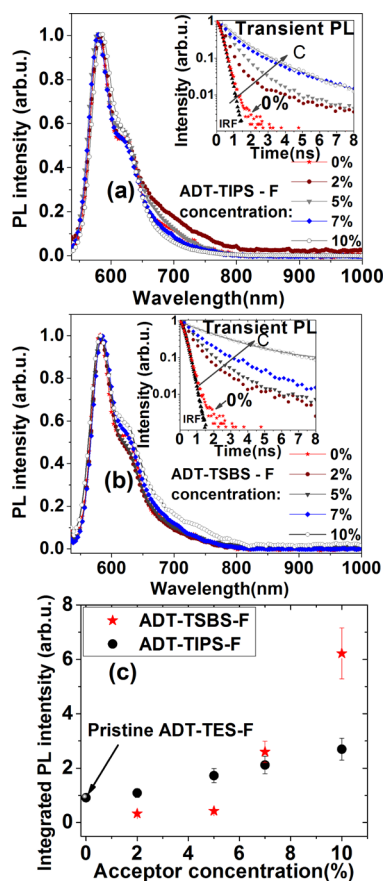 1.0
0.8
0.6
0.4
0.2
0.0
PL intensity (arb.u.)
600 700 800 900 1000
Wavelength(nm)
(a)
ADT-TIPS - F
concentration:
0%
2%
5%
7%
10%
Transient PL
1
0.1
0.01
Intensity (arb.u.)
C
0%
IRF
0 1 2 3 4 5 6 7 8
Time(ns)
1.0
0.8
0.6
0.4
0.2
0.0
PL intensity (arb.u.)
600 700 800 900 1000
Wavelength(nm)
(b)
ADT-TSBS - F
concentration:
0%
2%
5%
7%
10%
Transient PL
1
0.1
0.01
Intensity (arb.u.)
C
0%
IRF
0 1 2 3 4 5 6 7 8
Time(ns)
8
6
4
2
0
Integrated PL intentsity (arb.u.)
ADT-TSBS-F
ADT-TIPS-F
(c)
Pristine ADT-TES-F
0 2 4 6 8 10
Acceptor concentration(%)